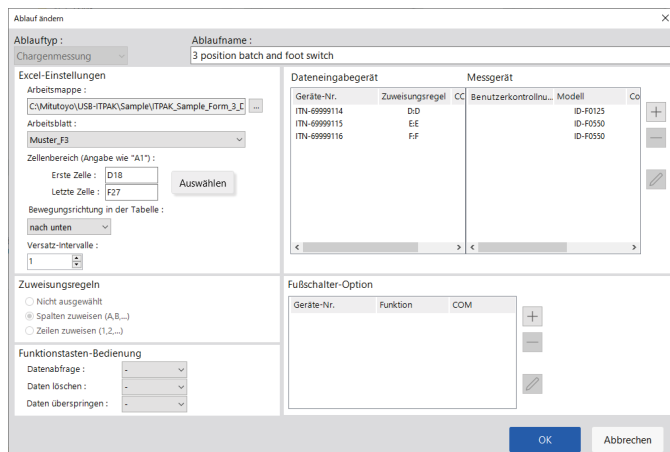 Ablauf ändern
Ablauftyp :
Ablaufname :
Chargenmessung
3 position batch and foot switch
Excel-Einstellungen
Arbeitsmappe :
C:\Mitutoyo\USB-ITPAK\Sample\ITPAK_Sample_Form_3_D
...
Arbeitsblatt :
Muster_F3
Zellenbereich (Angabe wie "A1") :
Erste Zelle : D18
Letzte Zelle : F27
Auswählen
Bewegungsrichtung in der Tabelle :
nach unten
Versatz-Intervalle :
1
Dateneingabegerät Messgerät
Geräte-Nr. Zuweisungsregel CC Benutzerkontrollnu... Modell Co
ITN-69999114 D:D ID-F0125
ITN-69999115 E:E ID-F0550
ITN-69999116 F:F ID-F0550
Zuweisungsregeln
Nicht ausgewählt
Spalten zuweisen (A,B,...)
Zeilen zuweisen (1,2,...)
Funktionstasten-Bedienung
Datenabfrage : -
Daten löschen : -
Daten überspringen : -
Fußschalter-Option
Geräte-Nr. Funktion COM
OK Abbrechen